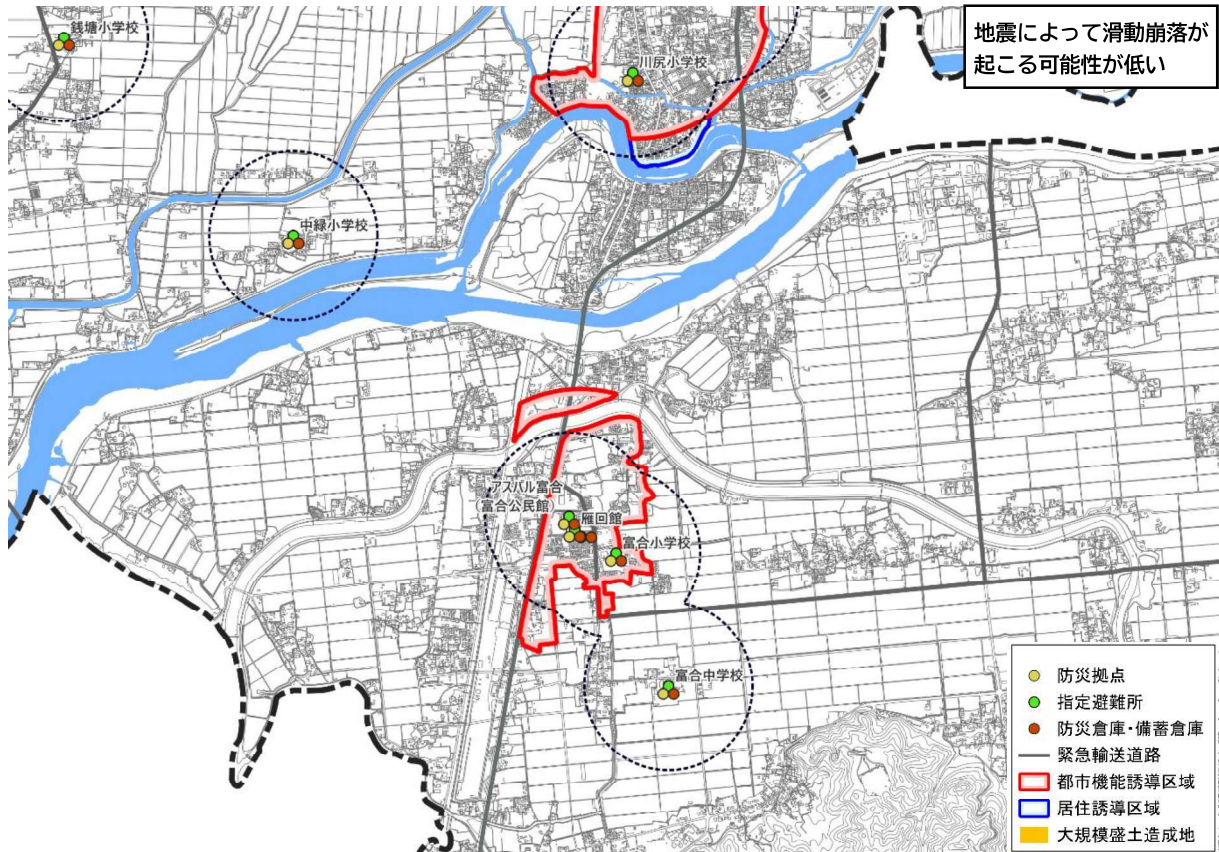 地震によって滑動崩落が
起こる可能性が低い
銭塘小学校
川尻小学校
中緑小学校
アスパル富合
(富合公民館)
雁回館
富合小学校
富合中学校
防災拠点
指定避難所
防災倉庫・備蓄倉庫
緊急輸送道路
都市機能誘導区域
居住誘導区域
大規模盛土造成地